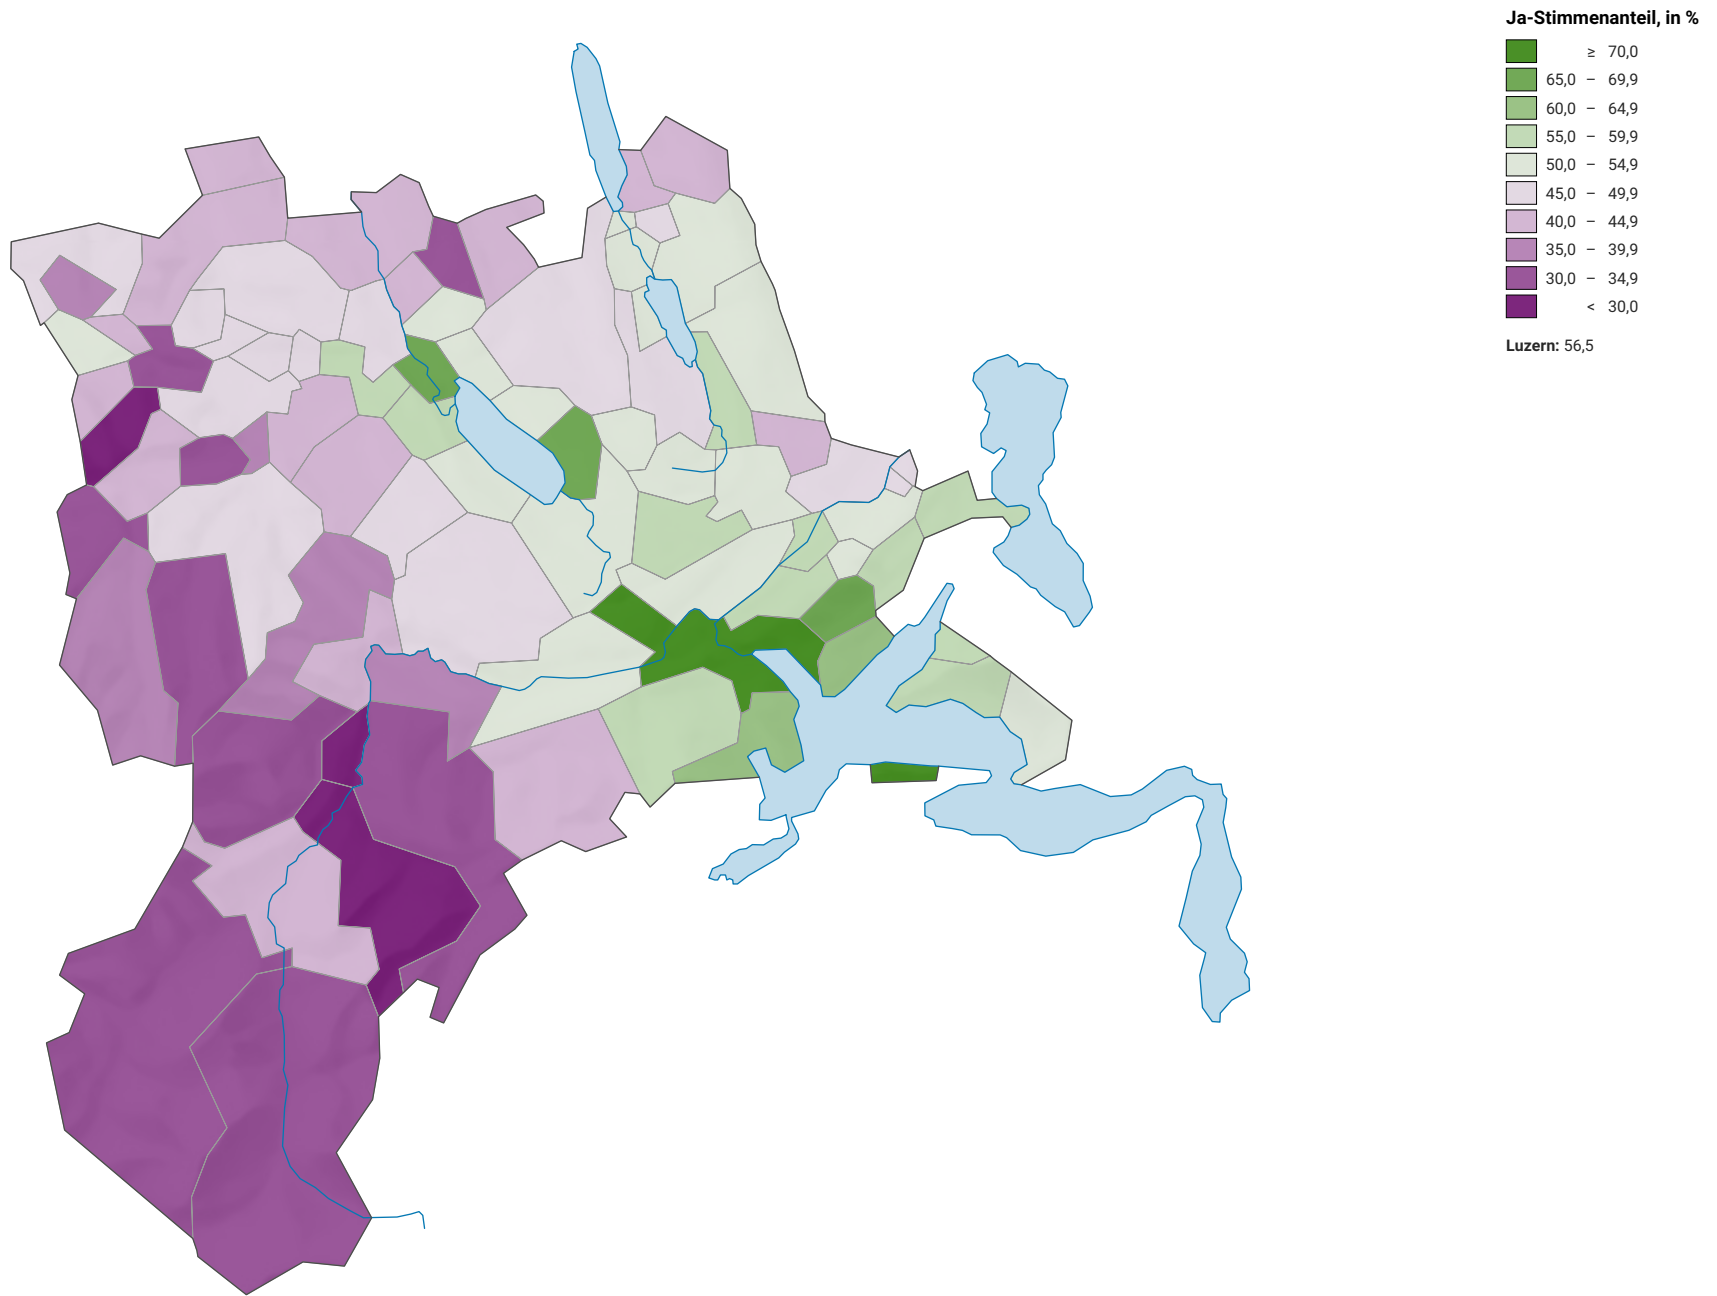 Ja-Stimmenanteil, in %
≥ 70,0
65,0 – 69,9
60,0 – 64,9
55,0 – 59,9
50,0 – 54,9
45,0 – 49,9
40,0 – 44,9
35,0 – 39,9
30,0 – 34,9
< 30,0
Luzern: 56,5